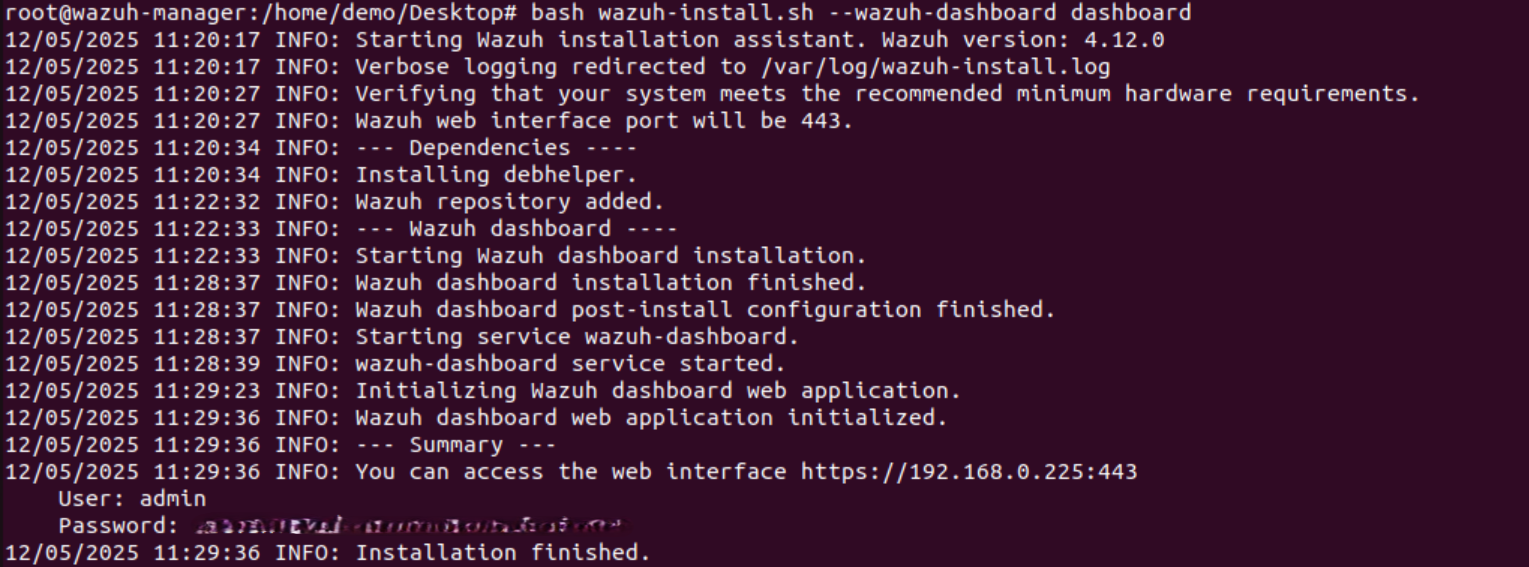 root@wazuh-manager:/home/demo/Desktop# bash wazuh-install.sh --wazuh-dashboard dashboard
12/05/2025 11:20:17 INFO: Starting Wazuh installation assistant. Wazuh version: 4.12.0
12/05/2025 11:20:17 INFO: Verbose logging redirected to /var/log/wazuh-install.log
12/05/2025 11:20:27 INFO: Verifying that your system meets the recommended minimum hardware requirements.
12/05/2025 11:20:27 INFO: Wazuh web interface port will be 443.
12/05/2025 11:20:34 INFO: --- Dependencies ----
12/05/2025 11:20:34 INFO: Installing debhelper.
12/05/2025 11:22:32 INFO: Wazuh repository added.
12/05/2025 11:22:33 INFO: --- Wazuh dashboard ----
12/05/2025 11:22:33 INFO: Starting Wazuh dashboard installation.
12/05/2025 11:28:37 INFO: Wazuh dashboard installation finished.
12/05/2025 11:28:37 INFO: Wazuh dashboard post-install configuration finished.
12/05/2025 11:28:37 INFO: Starting service wazuh-dashboard.
12/05/2025 11:28:39 INFO: wazuh-dashboard service started.
12/05/2025 11:29:23 INFO: Initializing Wazuh dashboard web application.
12/05/2025 11:29:36 INFO: Wazuh dashboard web application initialized.
12/05/2025 11:29:36 INFO: --- Summary ---
12/05/2025 11:29:36 INFO: You can access the web interface https://192.168.0.225:443
User: admin
Password:
12/05/2025 11:29:36 INFO: Installation finished.